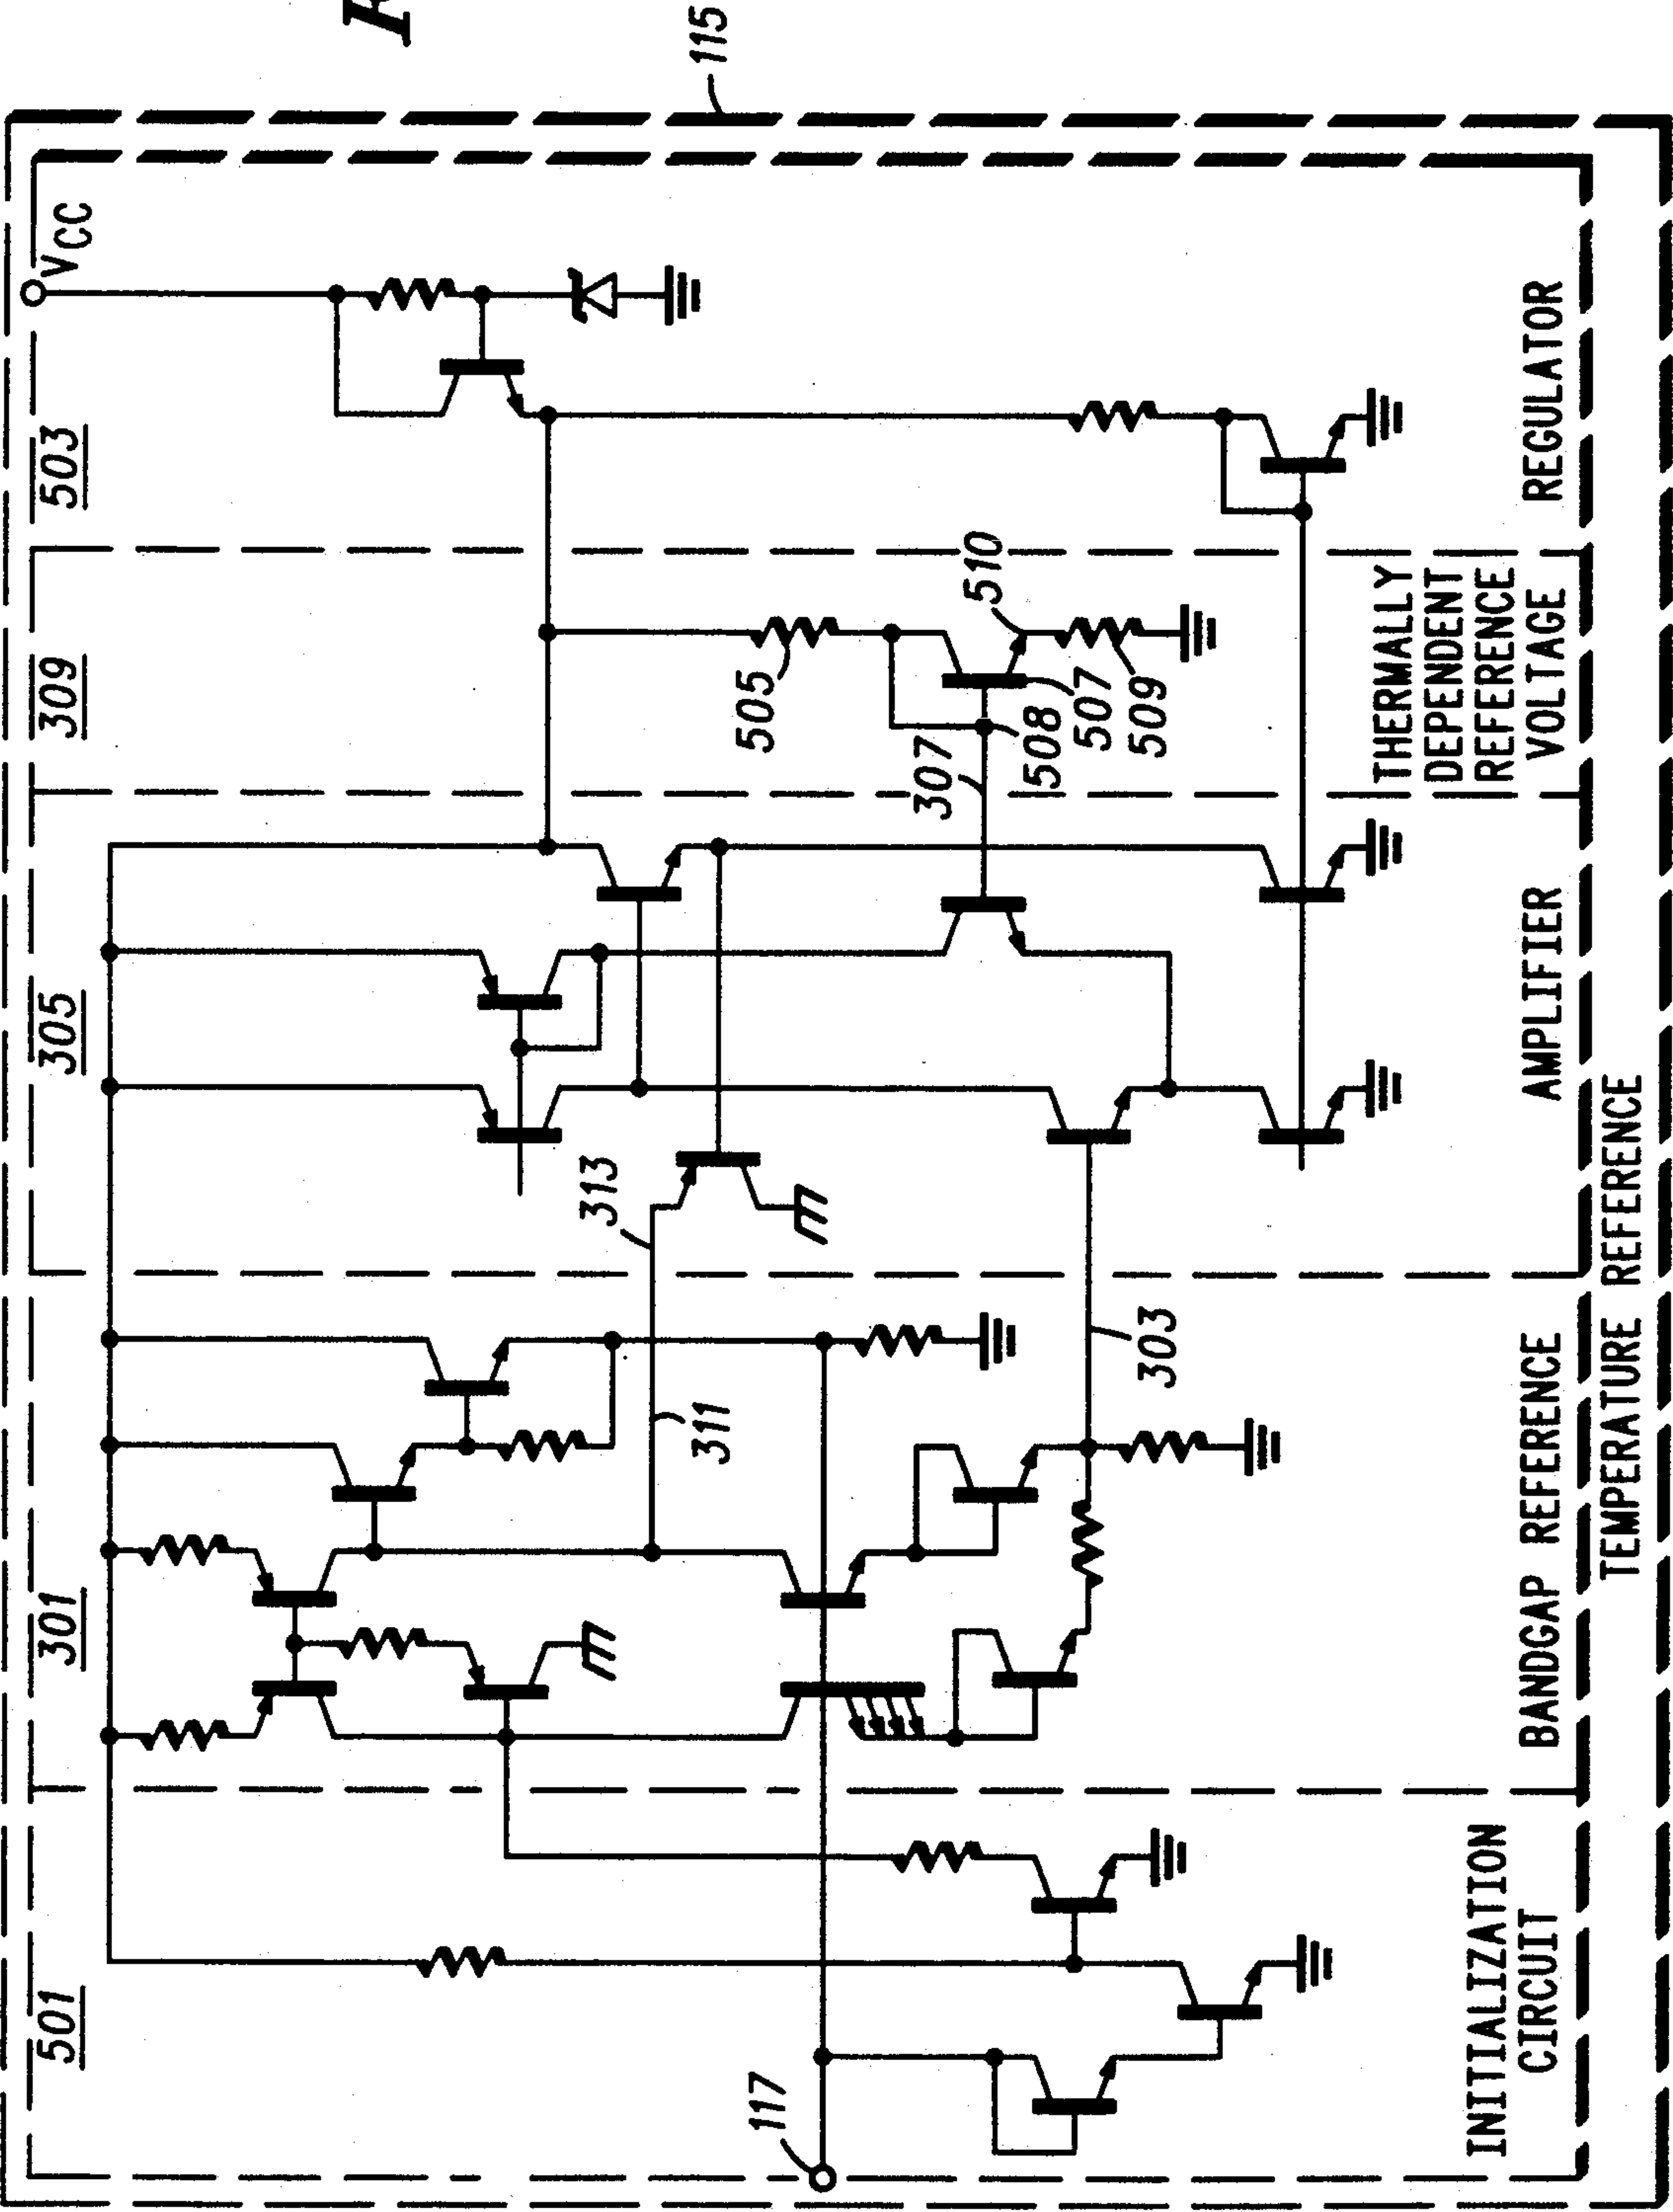 115
501
301
305
309
503
VCC
117
311
313
303
307
505
510
508
507
509
INITIALIZATION
CIRCUIT
BANDGAP REFERENCE
AMPLIFIER
THERMALLY
DEPENDENT
REFERENCE
VOLTAGE
REGULATOR
TEMPERATURE REFERENCE